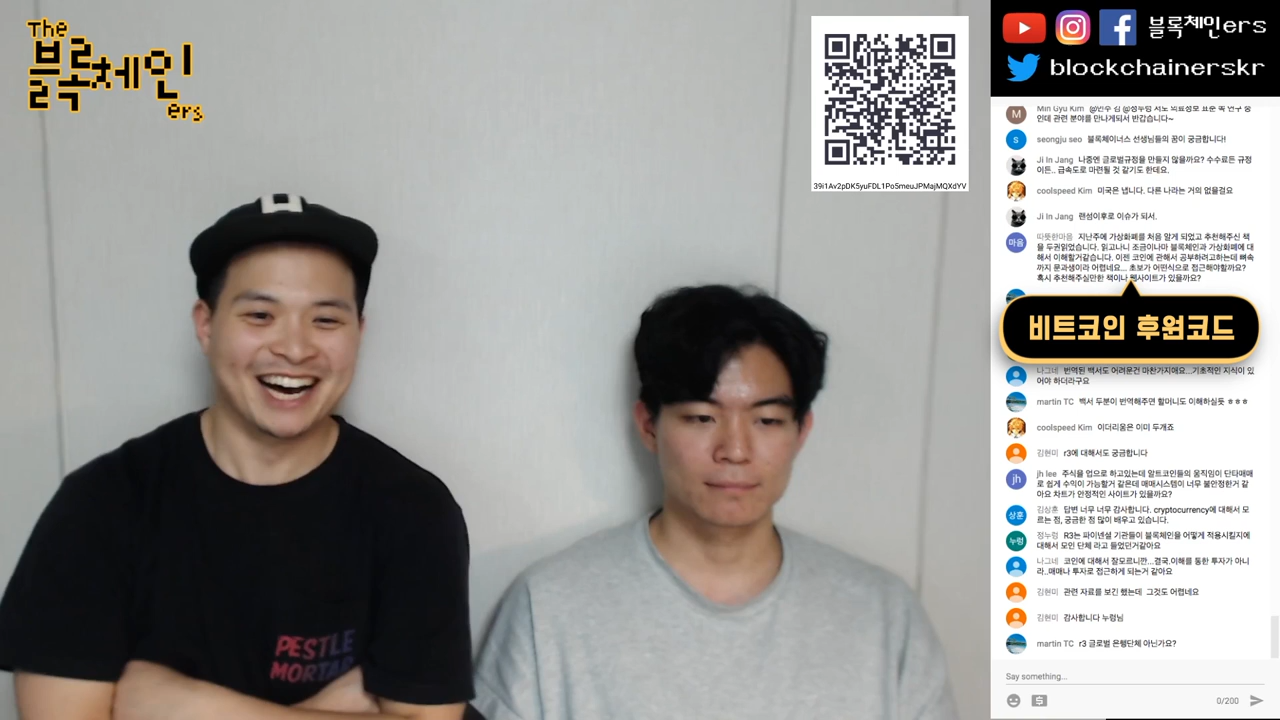 The
블록체인
ers
39i1Av2pDK5yuFDL1Po5meuJPMajMQXdYV
블록체인ers
blockchainerskr
M Min Gyu Kim @민수 김 @정누렁 저도 의료정보 표준 쪽 연구 중
인데 관련 분야를 만나게되서 반갑습니다~
s seongju seo 블록체이너스 선생님들의 꿈이 궁금합니다!
Ji In Jang 나중엔 글로벌규정을 만들지 않을까요? 수수료든 규정
이든.. 급속도로 마련될 것 같기도 한데요.
coolspeed Kim 미국은 냅니다. 다른 나라는 거의 없을걸요
Ji In Jang 랜섬이후로 이슈가 되서.
마음 따뜻한마음 지난주에 가상화폐를 처음 알게 되었고 추천해주신 책
을 두권읽었습니다. 읽고나니 조금이나마 블록체인과 가상화폐에 대
해서 이해할거같습니다. 이젠 코인에 관해서 공부하려고하는데 뼈속
까지 문과생이라 어렵네요... 초보가 어떤식으로 접근해야할까요?
혹시 추천해주실만한 책이나 웹사이트가 있을까요?
비트코인 후원코드
나그네 번역된 백서도 어려운건 마찬가지애요...기초적인 지식이 있
어야 하더라구요
martin TC 벡서 두분이 번역해주면 할머니도 이해하실듯 ㅎㅎㅎ
coolspeed Kim 이더리움은 이미 두개죠
김현미 r3에 대해서도 궁금합니다
jh jh lee 주식을 업으로 하고있는데 알트코인들의 움직임이 단타매매
로 쉽게 수익이 가능할거 같은데 매매시스템이 너무 불안정한거 같
아요 차트가 안정적인 사이트가 있을까요?
상훈 김상훈 답변 너무 너무 감사합니다. cryptocurrency에 대해서 모
르는 점, 궁금한 점 많이 배우고 있습니다.
누렁 정누렁 R3는 파이낸셜 기관들이 블록체인을 어떻게 적용시킬지에
대해서 모인 단체 라고 들었던거같아요
나그네 코인에 대해서 잘모르니깐...결국.이해를 통한 투자가 아니
라..매매나 투자로 접근하게 되는거 같아요
김현미 관련 자료를 보긴 했는데 그것도 어렵네요
김현미 감사합니다 누렁님
martin TC r3 글로벌 은행단체 아닌가요?
Say something...
0/200
PESTLE
MORTAR